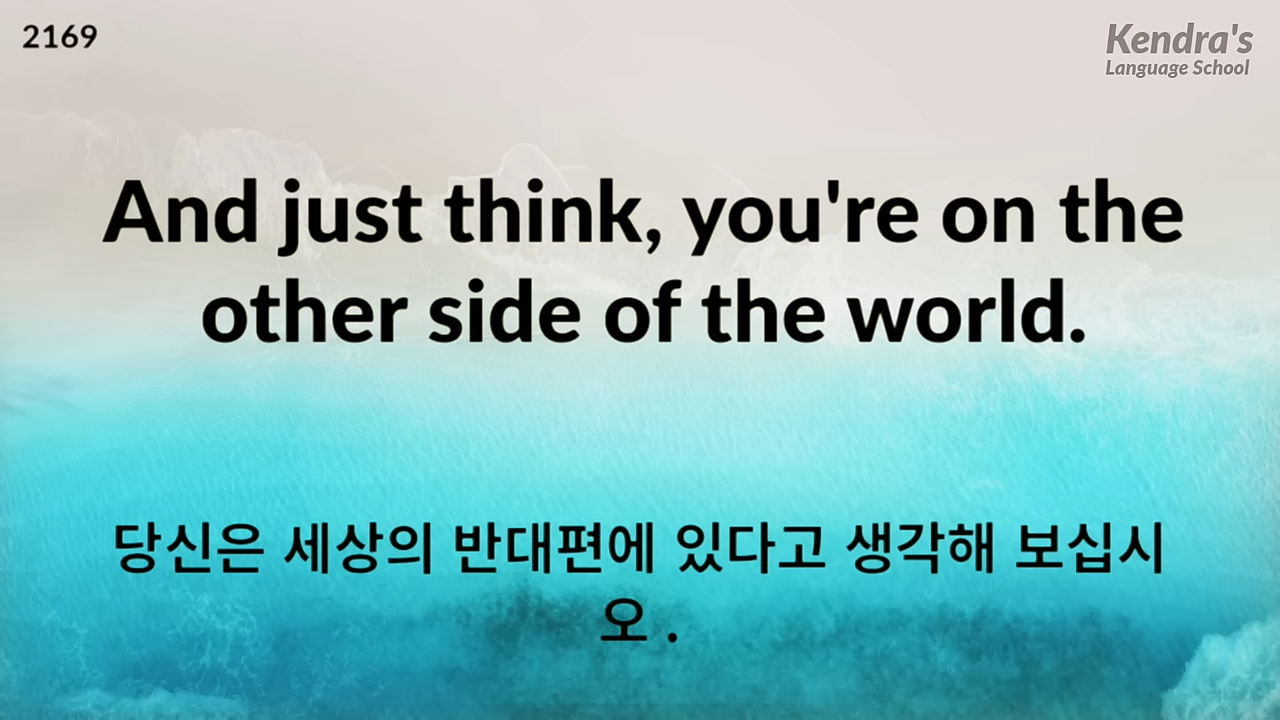 2169
Kendra's
Language School
And just think, you're on the
other side of the world.
당신은 세상의 반대편에 있다고 생각해 보십시
오 .